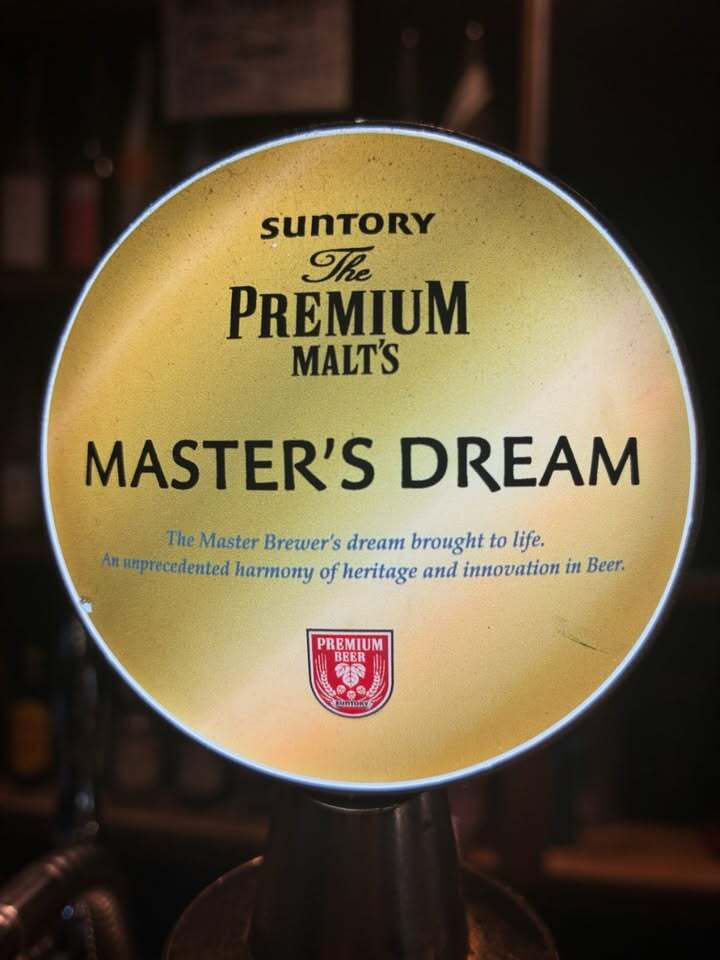 SUNTORY
The
PREMIUM
MALT'S
MASTER'S DREAM
The Master Brewer's dream brought to life.
An unprecedented harmony of heritage and innovation in Beer.
PREMIUM
BEER
SUNTORY